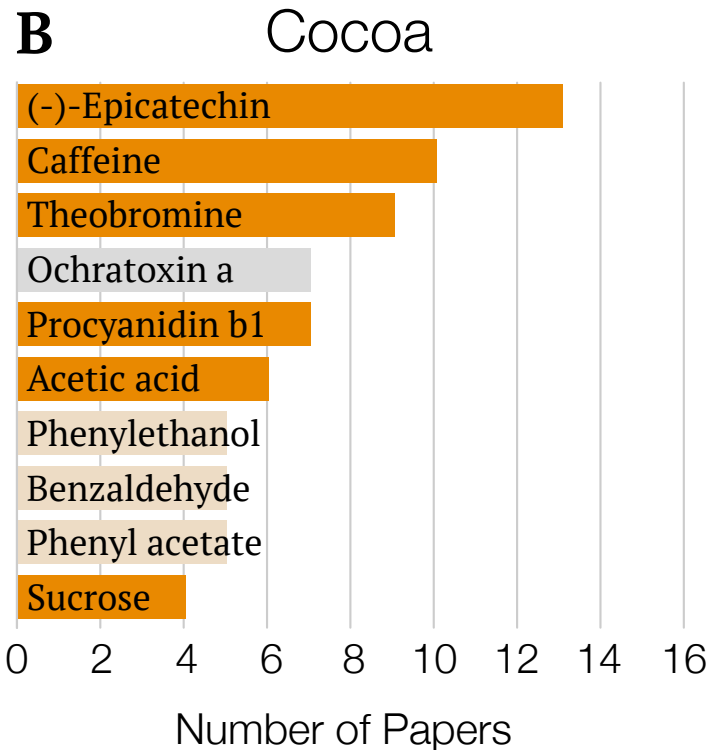 B Cocoa
(-)-Epicatechin
Caffeine
Theobromine
Ochratoxin a
Procyanidin b1
Acetic acid
Phenylethanol
Benzaldehyde
Phenyl acetate
Sucrose
0 2 4 6 8 10 12 14 16
Number of Papers